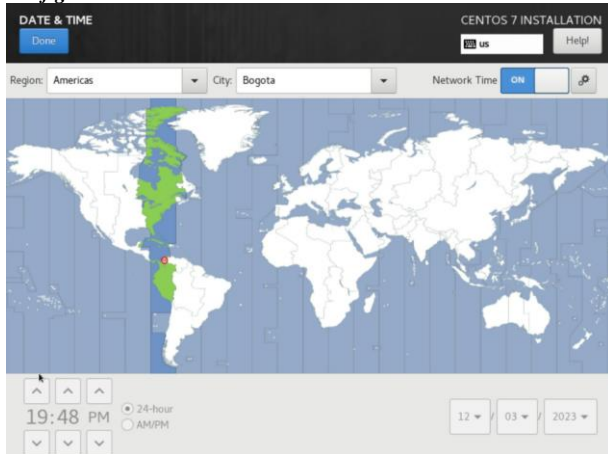 DATE & TIME
CENTOS 7 INSTALLATION
Done
us
Help!
Region: Americas
City: Bogota
Network Time ON
19:48 PM
24-hour
AM/PM
12 / 03 / 2023